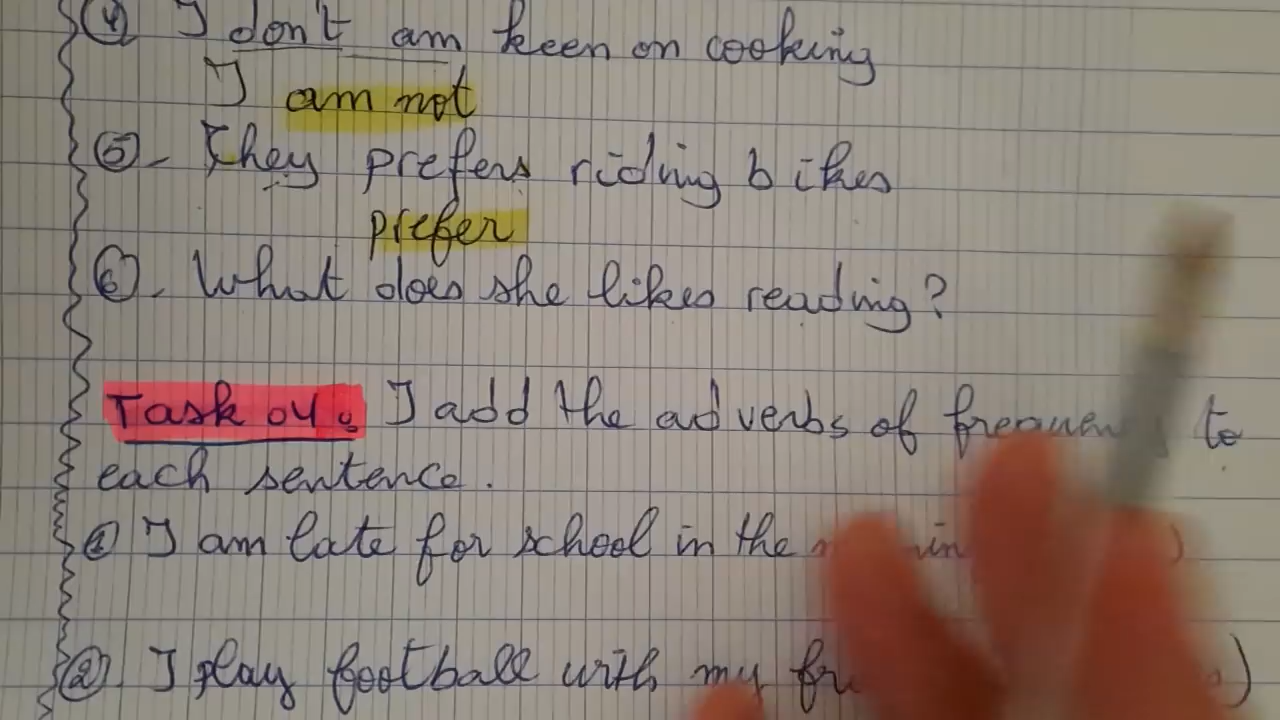 ④ I don't am keen on cooking
I am not
⑤- They prefers riding bikes
prefer
⑥. What does she likes reading?
Task 04: I add the adverbs of to
each sentence.
① I am late for school in the )
② I play football with my )